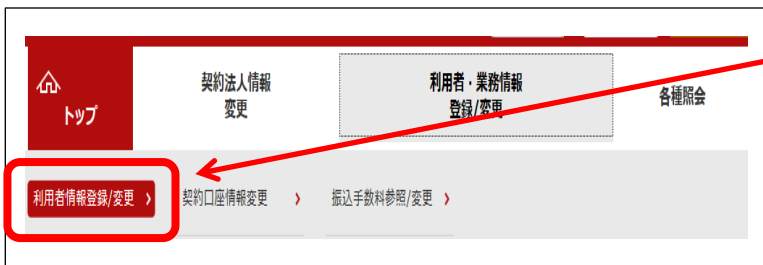 トップ
契約法人情報
変更
利用者・業務情報
登録/変更
各種照会
利用者情報登録/変更
契約口座情報変更
振込手数料参照/変更